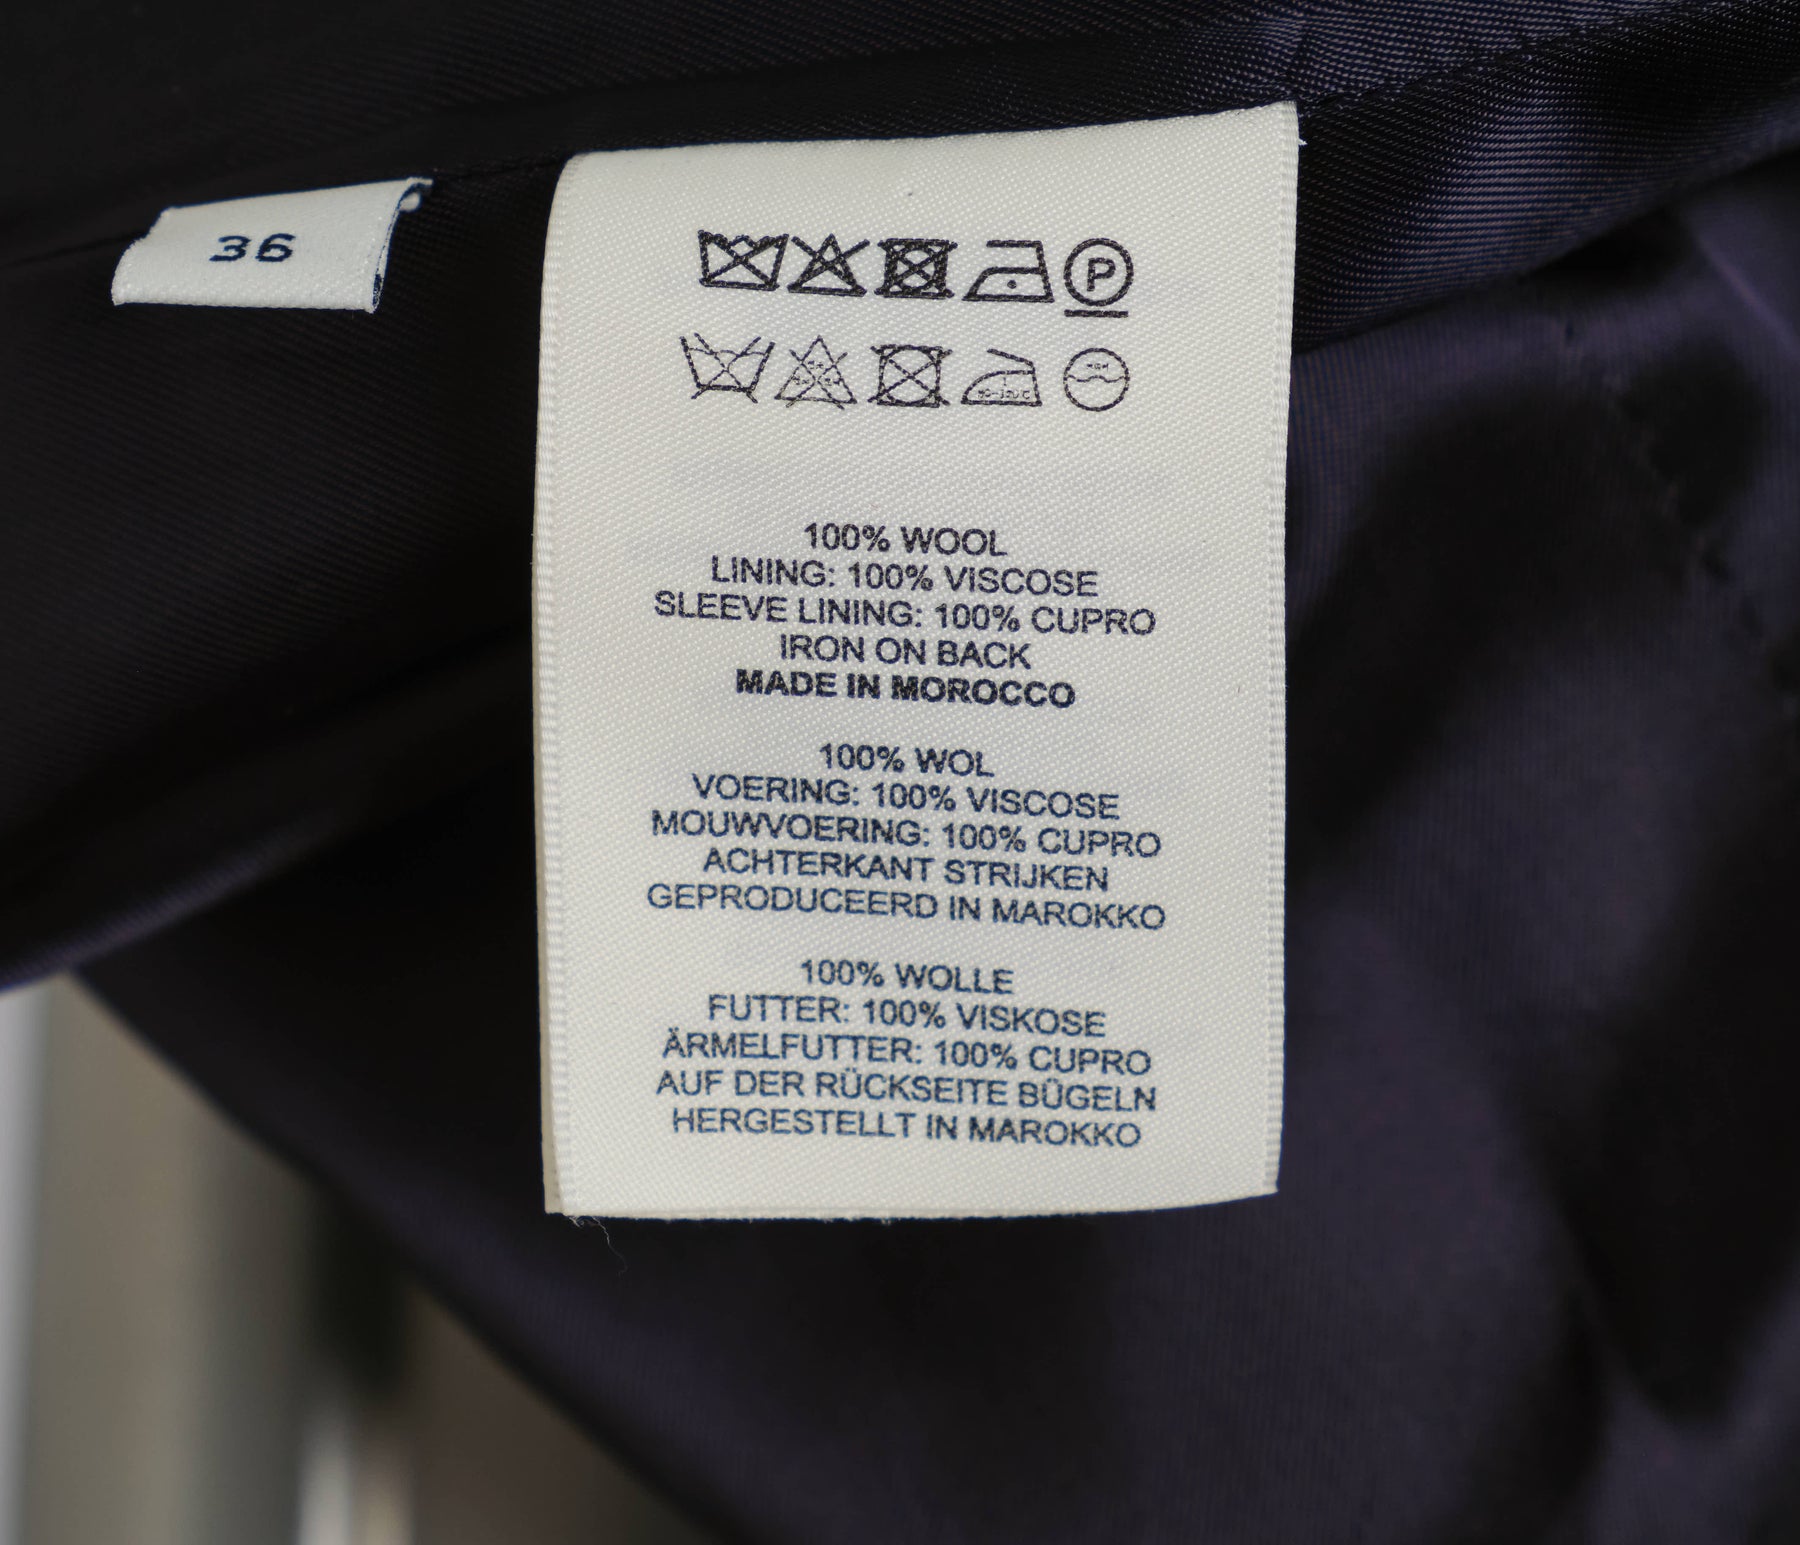 36
P
100% WOOL
LINING: 100% VISCOSE
SLEEVE LINING: 100% CUPRO
IRON ON BACK
MADE IN MOROCCO
100% WOL
VOERING: 100% VISCOSE
MOUWVOERING: 100% CUPRO
ACHTERKANT STRIJKEN
GEPRODUCEERD IN MAROKKO
100% WOLLE
FUTTER: 100% VISKOSE
ÄRMELFUTTER: 100% CUPRO
AUF DER RÜCKSEITE BÜGELN
HERGESTELLT IN MAROKKO